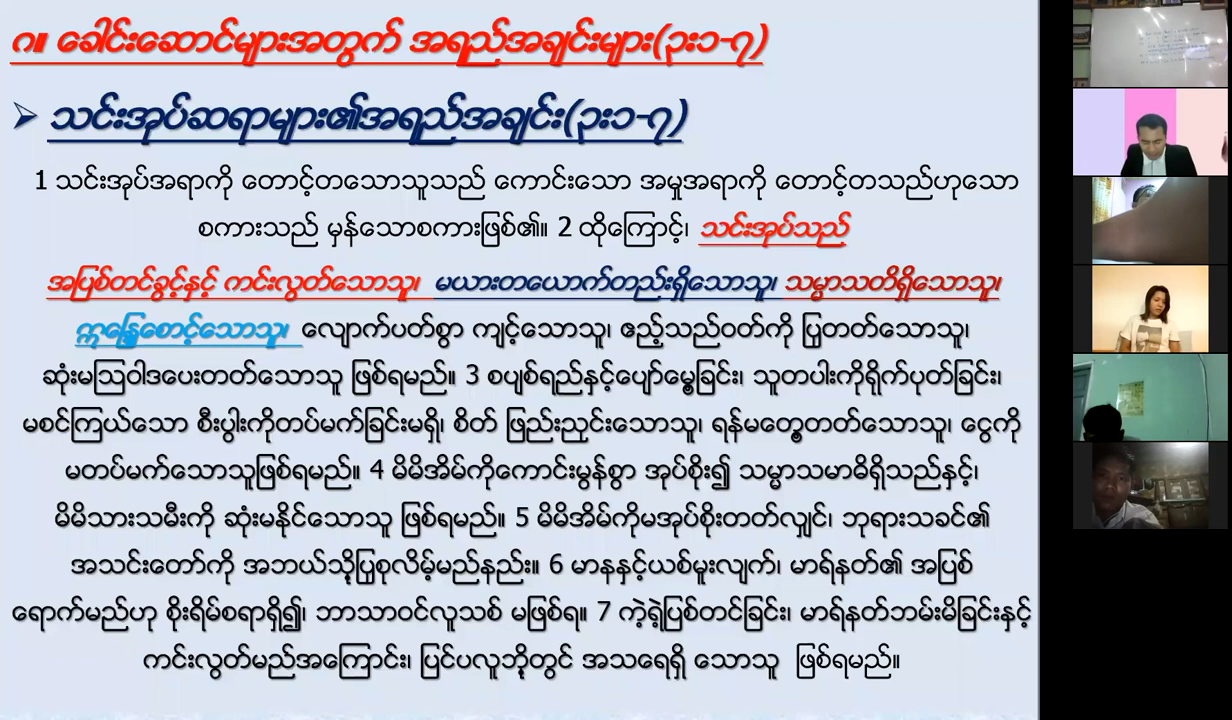 ဂ။ ခေါင်းဆောင်များအတွက် အရည်အချင်းများ(၃း၁-၇)
သင်းအုပ်ဆရာများ၏အရည်အချင်း(၃း၁-၇)
1 သင်းအုပ်အရာကို တောင့်တသောသူသည် ကောင်းသော အမှုအရာကို တောင့်တသည်ဟုသော
စကားသည် မှန်သောစကားဖြစ်၏။ 2 ထိုကြောင့်၊ သင်းအုပ်သည်
အပြစ်တင်ခွင့်နှင့် ကင်းလွတ်သောသူ၊ မယားတယောက်တည်းရှိသောသူ၊ သမ္မာသတိရှိသောသူ၊
ဣန္ဒြေစောင့်သောသူ၊ လျောက်ပတ်စွာ ကျင့်သောသူ၊ ဧည့်သည်ဝတ်ကို ပြုတတ်သောသူ၊
ဆုံးမဩဝါဒပေးတတ်သောသူ ဖြစ်ရမည်။ 3 စပျစ်ရည်နှင့်ပျော်မွေ့ခြင်း၊ သူတပါးကိုရိုက်ပုတ်ခြင်း၊
မစင်ကြယ်သော စီးပွါးကိုတပ်မက်ခြင်းမရှိ၊ စိတ် ဖြည်းညှင်းသောသူ၊ ရန်မတွေ့တတ်သောသူ၊ ငွေကို
မတပ်မက်သောသူဖြစ်ရမည်။ 4 မိမိအိမ်ကိုကောင်းမွန်စွာ အုပ်စိုး၍ သမ္မာသမာဓိရှိသည်နှင့်၊
မိမိသားသမီးကို ဆုံးမနိုင်သောသူ ဖြစ်ရမည်။ 5 မိမိအိမ်ကိုမအုပ်စိုးတတ်လျှင်၊ ဘုရားသခင်၏
အသင်းတော်ကို အဘယ်သို့ပြုစုလိမ့်မည်နည်း။ 6 မာနနှင့်ယစ်မူးလျက်၊ မာရ်နတ်၏ အပြစ်
ရောက်မည်ဟု စိုးရိမ်စရာရှိ၍၊ ဘာသာဝင်လူသစ် မဖြစ်ရ။ 7 ကဲ့ရဲ့ပြစ်တင်ခြင်း၊ မာရ်နတ်ဘမ်းမိခြင်းနှင့်
ကင်းလွတ်မည်အကြောင်း၊ ပြင်ပလူတို့တွင် အသရေရှိ သောသူ ဖြစ်ရမည်။